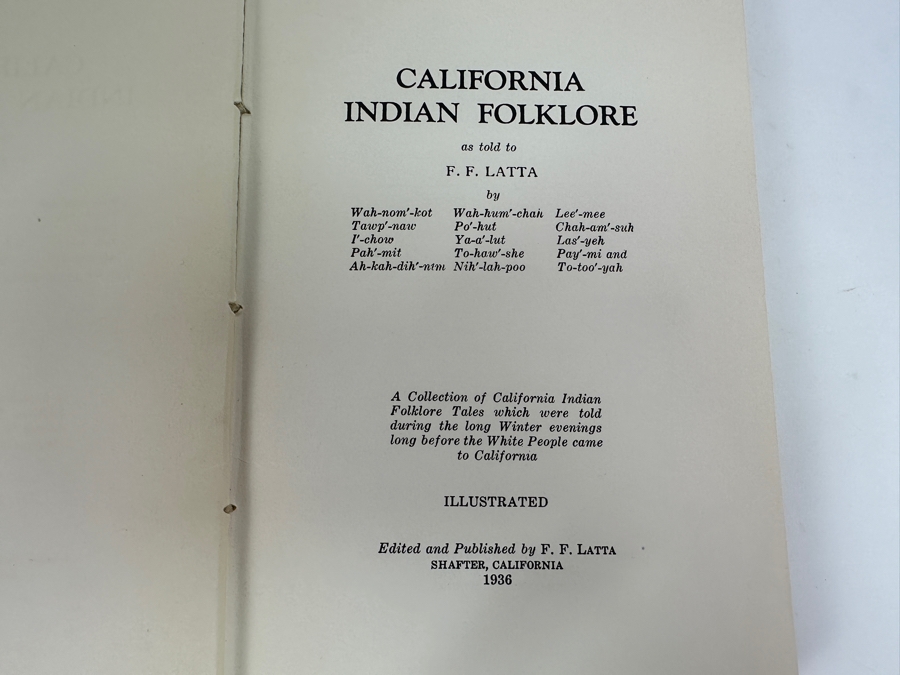 CALIFORNIA
INDIAN FOLKLORE
as told to
F. F. LATTA
by
Wah-nom'-kot Wah-hum'-chah Lee'-mee
Tawp'-naw Po'-hut Chah-am'-suh
I'-chow Ya-a'-lut Las'-yeh
Pah'-mit To-haw'-she Pay'-mi and
Ah-kah-dih'-nim Nih'-lah-poo To-too'-yah
A Collection of California Indian
Folklore Tales which were told
during the long Winter evenings
long before the White People came
to California
ILLUSTRATED
Edited and Published by F. F. LATTA
SHAFTER, CALIFORNIA
1936